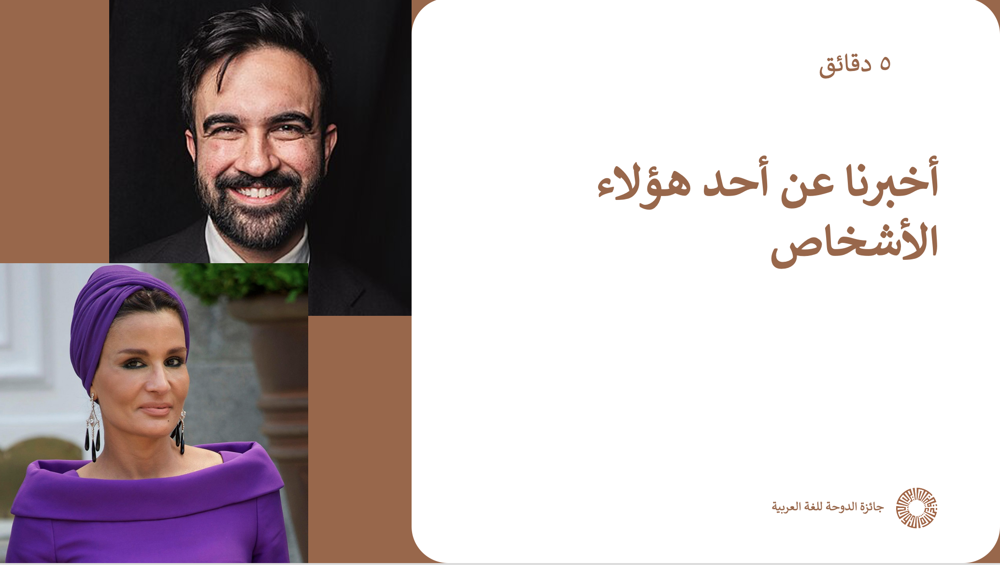 ٥ دقائق
أخبرنا عن أحد هؤلاء
الأشخاص
جائزة الدوحة للغة العربية